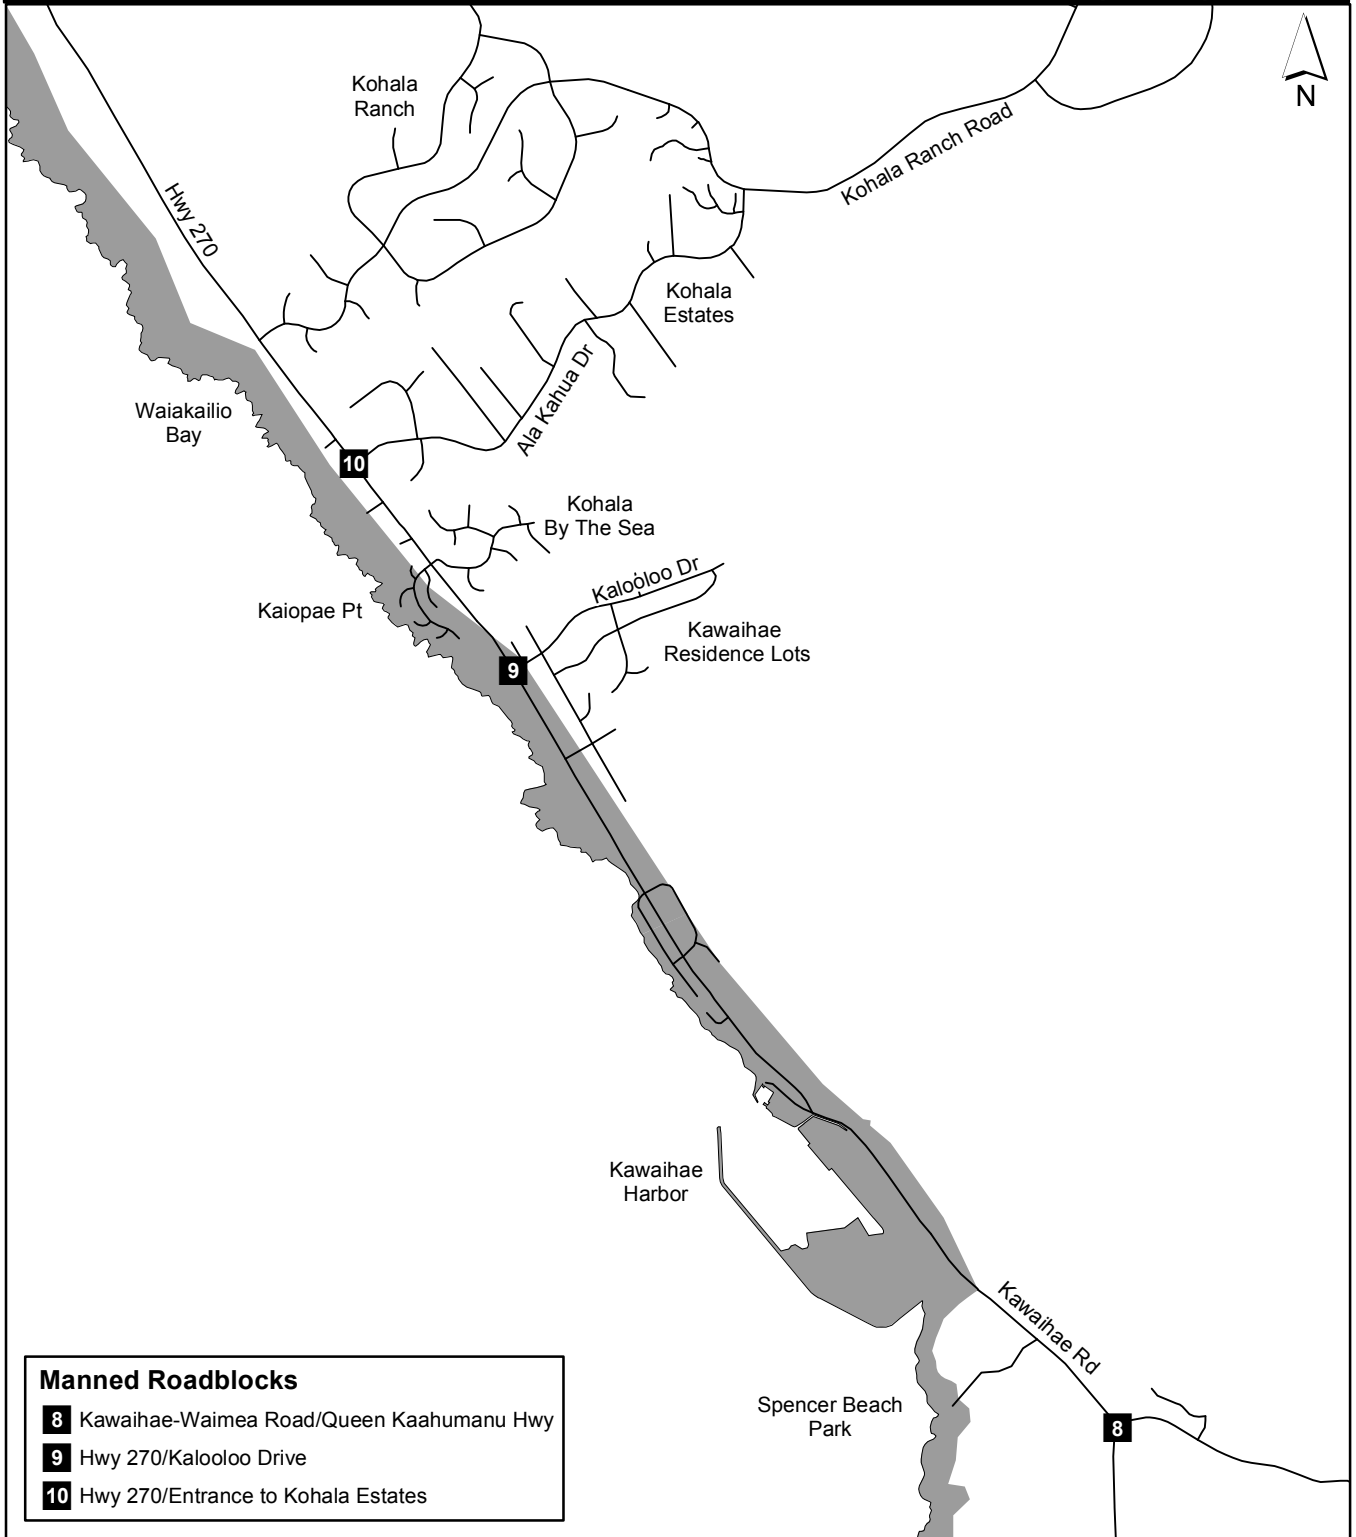 N
Kohala
Ranch
Kohala Ranch Road
Hwy 270
Kohala
Estates
Ala Kahua Dr
Waiakailio
Bay
10
Kohala
By The Sea
Kalooloo Dr
Kaiopae Pt
Kawaihae
Residence Lots
9
Kawaihae
Harbor
Kawaihae Rd
Spencer Beach
Park
8
Manned Roadblocks
8 Kawaihae-Waimea Road/Queen Kaahumanu Hwy
9 Hwy 270/Kalooloo Drive
10 Hwy 270/Entrance to Kohala Estates